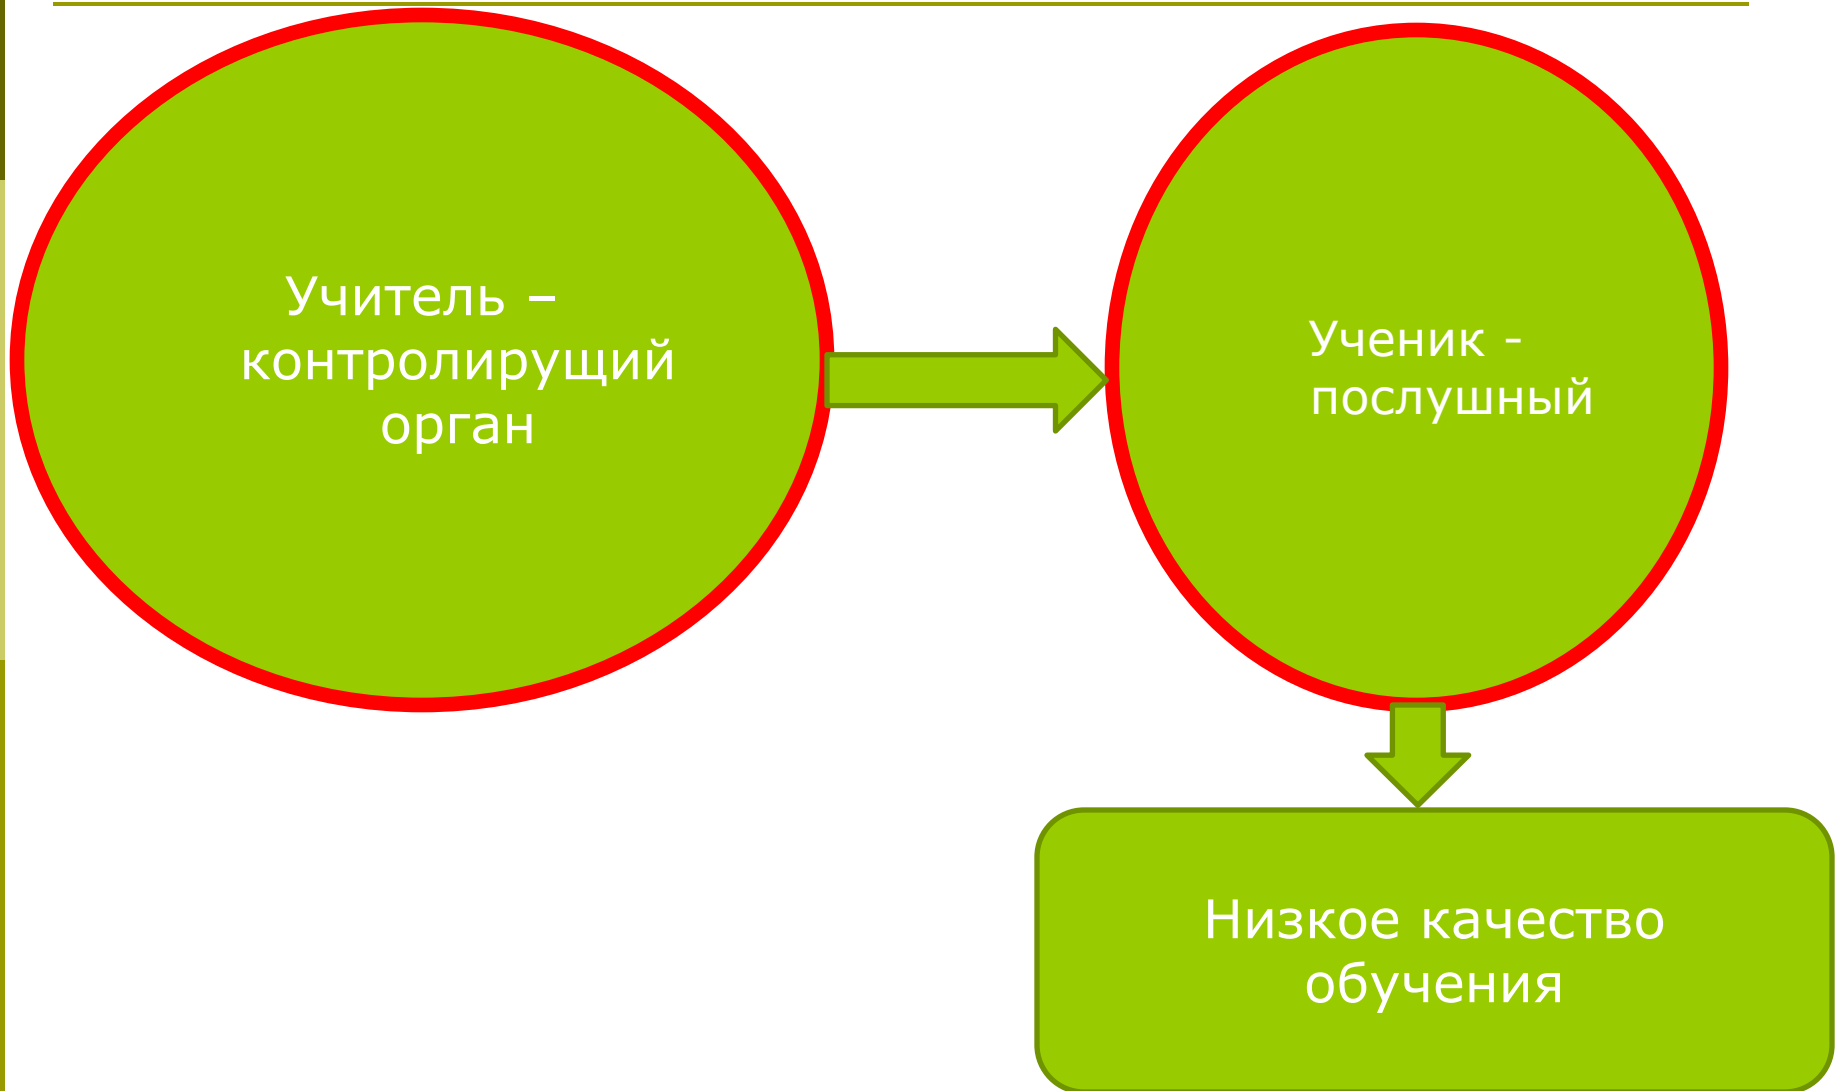 Учитель –
контролирущий
орган
Ученик -
послушный
Низкое качество
обучения